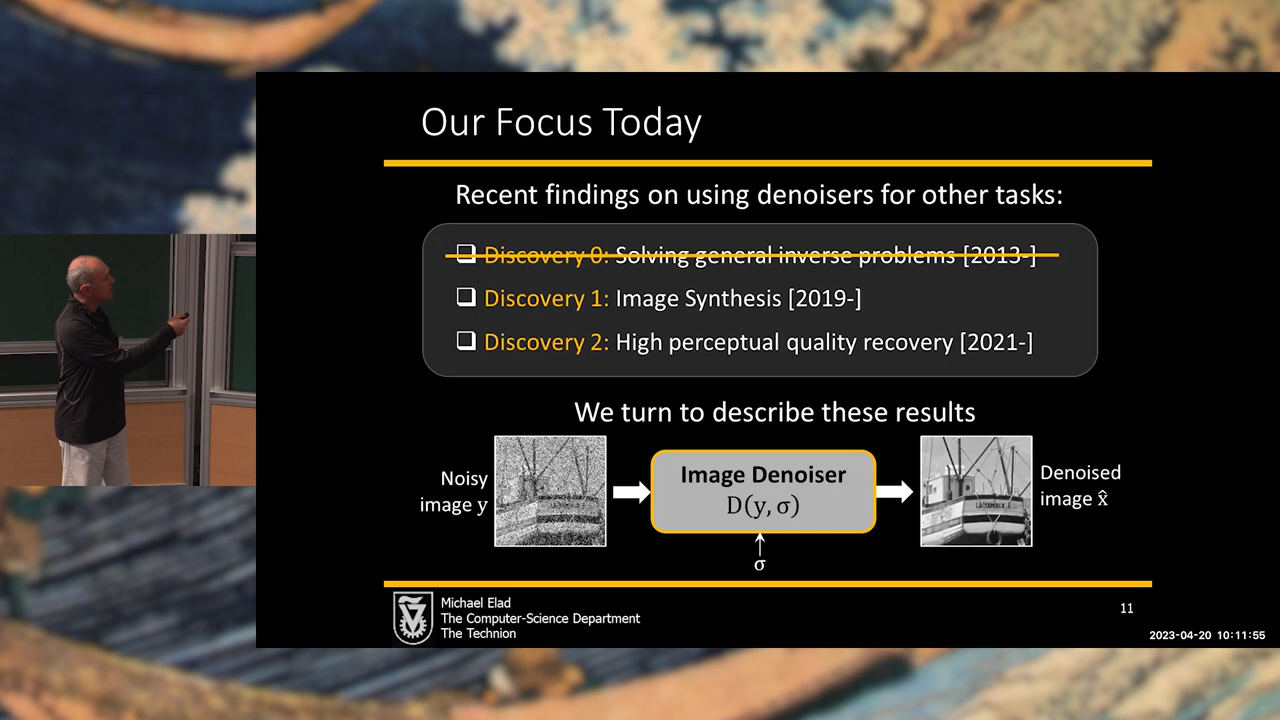 Our Focus Today
Recent findings on using denoisers for other tasks:
❑ Discovery 0: Solving general inverse problems [2013-]
❑ Discovery 1: Image Synthesis [2019-]
❑ Discovery 2: High perceptual quality recovery [2021-]
We turn to describe these results
Noisy
image y
Image Denoiser
D(y, σ)
σ
Denoised
image x̂
Michael Elad
The Computer-Science Department
The Technion
11
2023-04-20 10:11:55